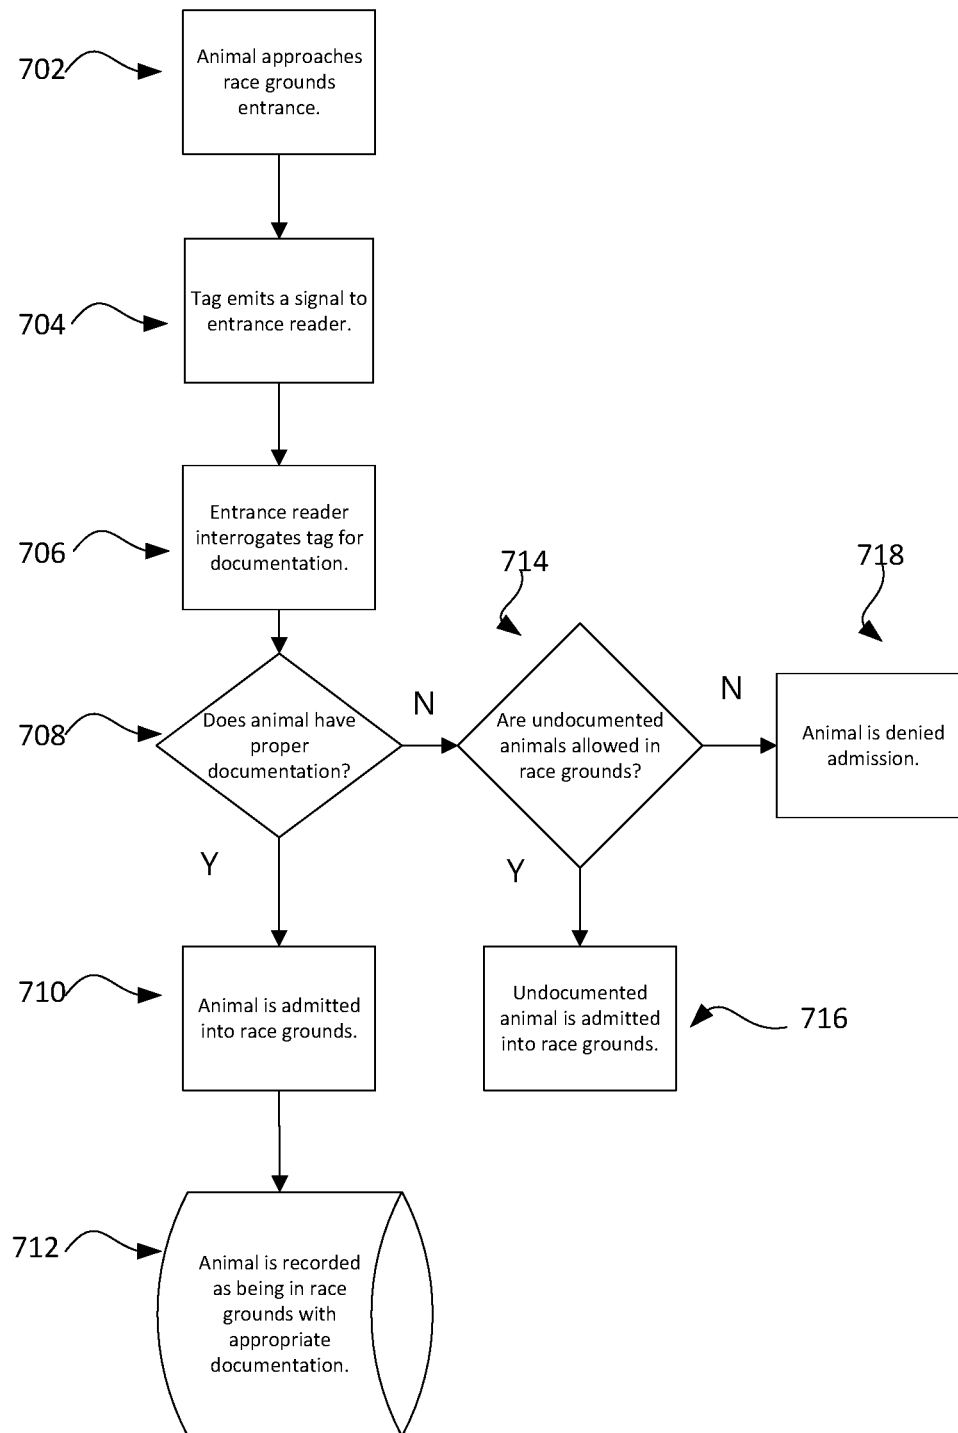 702
Animal approaches
race grounds
entrance.
704
Tag emits a signal to
entrance reader.
706
Entrance reader
interrogates tag for
documentation.
714
718
708
Does animal have
proper
documentation?
N
Are undocumented
animals allowed in
race grounds?
N
Animal is denied
admission.
Y
Y
710
Animal is admitted
into race grounds.
Undocumented
animal is admitted
into race grounds.
716
712
Animal is recorded
as being in race
grounds with
appropriate
documentation.